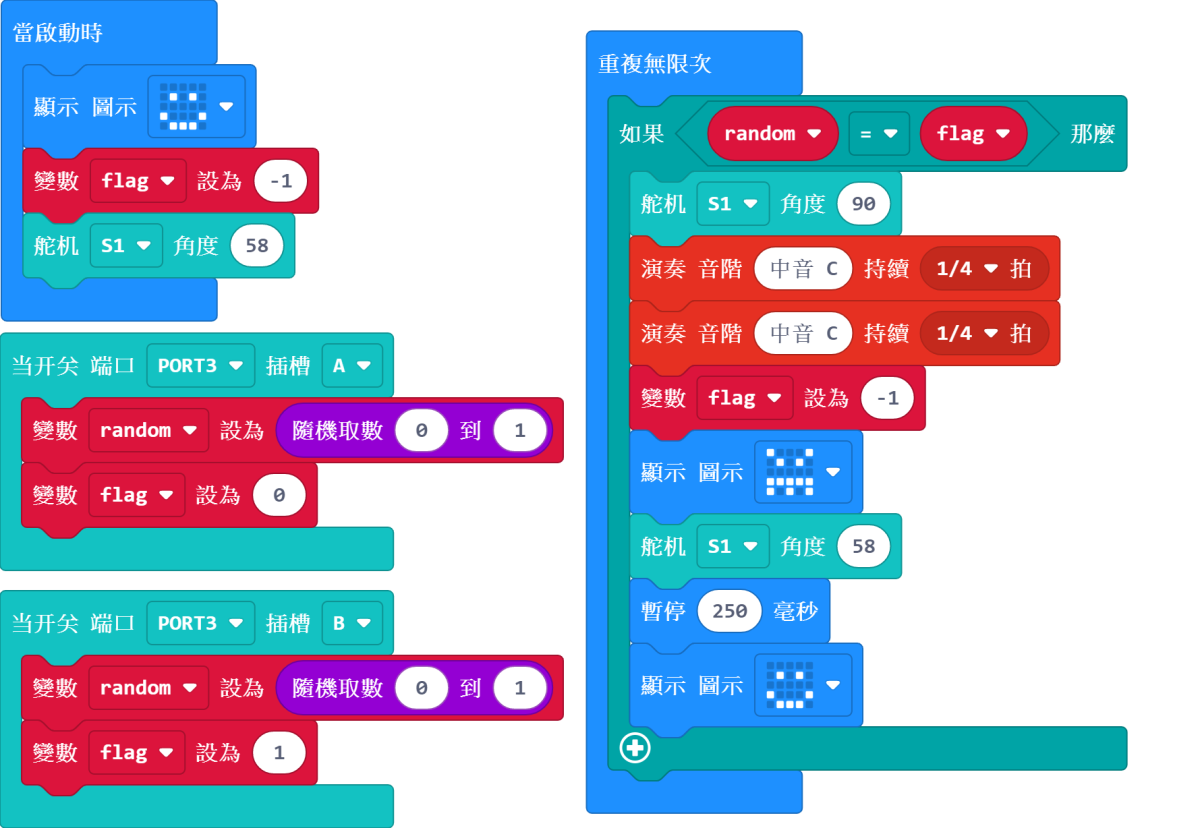 當啟動時
顯示 圖示
變數 flag 設為 -1
舵机 S1 角度 58
当开关 端口 PORT3 插槽 A
變數 random 設為 隨機取數 0 到 1
變數 flag 設為 0
当开关 端口 PORT3 插槽 B
變數 random 設為 隨機取數 0 到 1
變數 flag 設為 1
重複無限次
如果 random = flag 那麼
舵机 S1 角度 90
演奏 音階 中音 C 持續 1/4 拍
演奏 音階 中音 C 持續 1/4 拍
變數 flag 設為 -1
顯示 圖示
舵机 S1 角度 58
暫停 250 毫秒
顯示 圖示